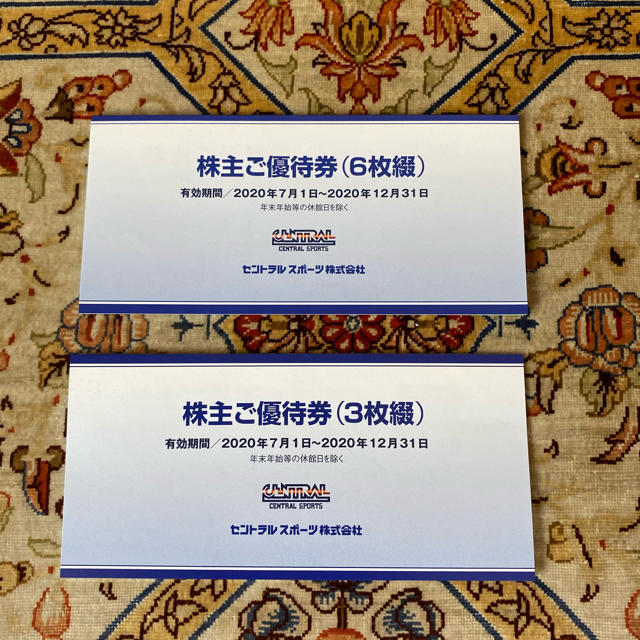 株主ご優待券（6枚綴）
有効期間／2020年7月1日～2020年12月31日
年末年始等の休館日を除く
CENTRAL
CENTRAL SPORTS
セントラルスポーツ株式会社
株主ご優待券（3枚綴）
有効期間／2020年7月1日～2020年12月31日
年末年始等の休館日を除く
CENTRAL
CENTRAL SPORTS
セントラルスポーツ株式会社